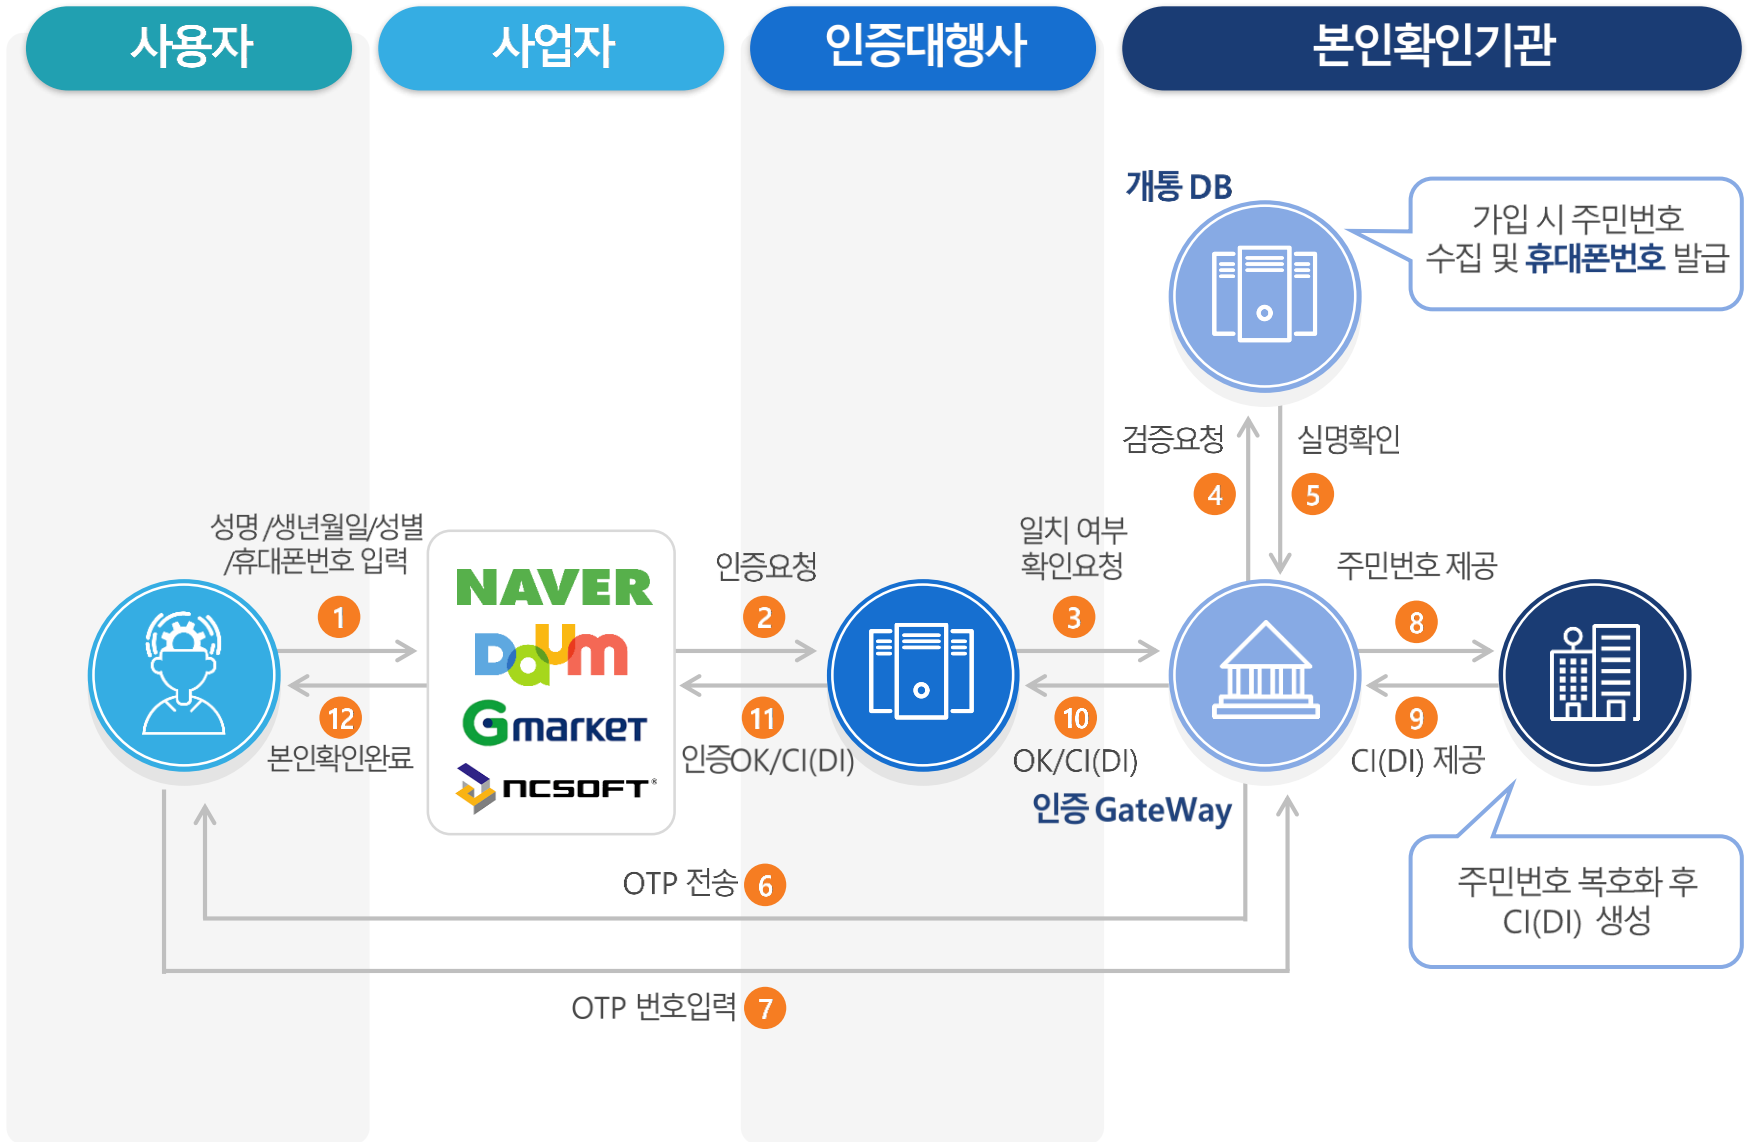 사용자
사업자
인증대행사
본인확인기관
개통 DB
가입 시 주민번호
수집 및 휴대폰번호 발급
검증요청
4
실명확인
5
성명 /생년월일/성별
/휴대폰번호 입력
1
NAVER
Daum
Gmarket
NCSOFT®
인증요청
2
일치 여부
확인요청
3
주민번호 제공
8
12
본인확인완료
11
인증OK/CI(DI)
10
OK/CI(DI)
9
CI(DI) 제공
인증 GateWay
주민번호 복호화 후
CI(DI) 생성
OTP 전송 6
OTP 번호입력 7